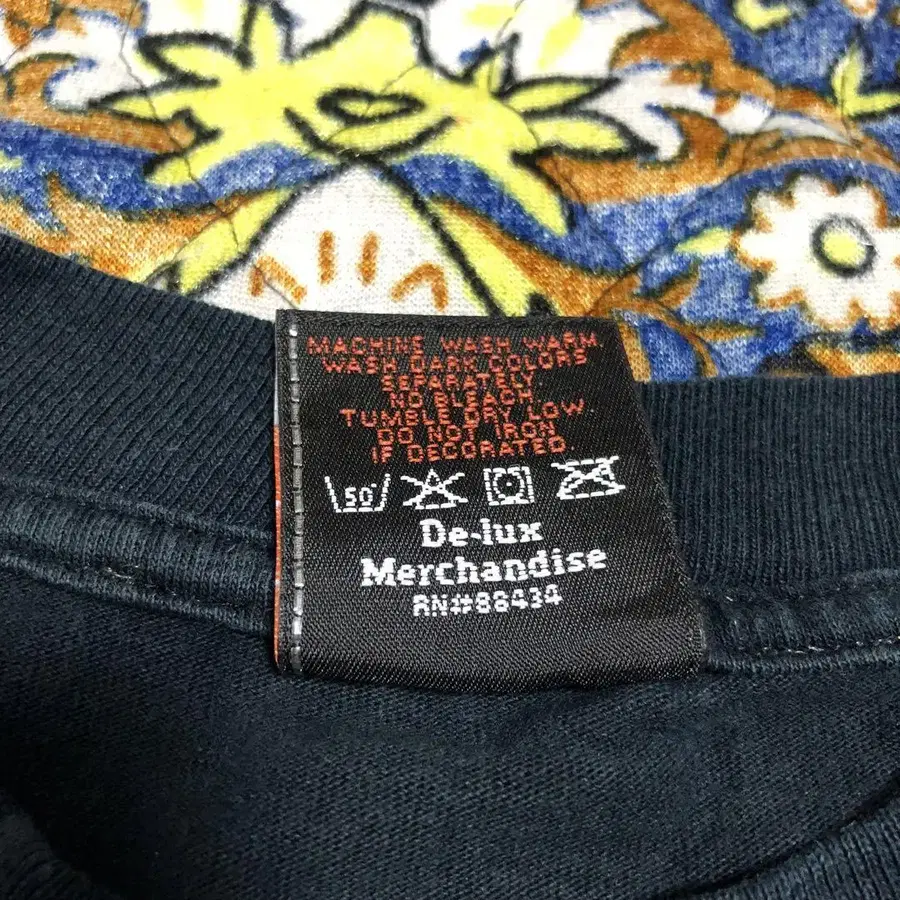 MACHINE WASH WARM
WASH DARK COLORS
SEPARATELY
NO BLEACH
TUMBLE DRY LOW
DO NOT IRON
IF DECORATED
50°
De-lux
Merchandise
RN#88434